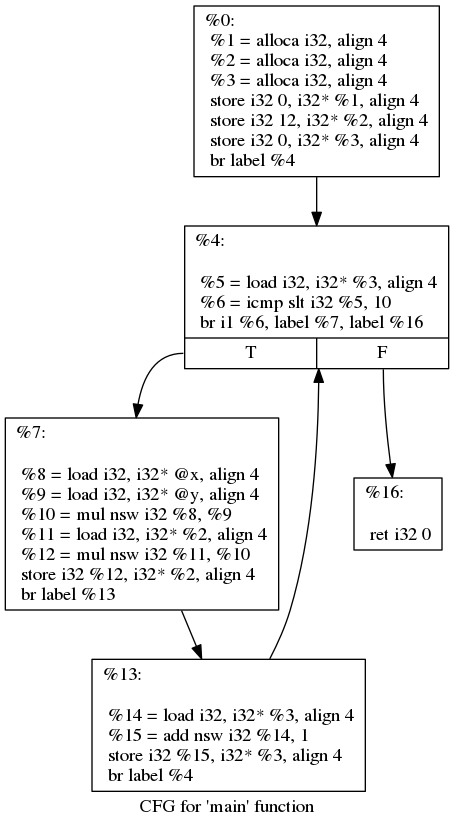 %0:
%1 = alloca i32, align 4
%2 = alloca i32, align 4
%3 = alloca i32, align 4
store i32 0, i32* %1, align 4
store i32 12, i32* %2, align 4
store i32 0, i32* %3, align 4
br label %4
%4:
%5 = load i32, i32* %3, align 4
%6 = icmp slt i32 %5, 10
br i1 %6, label %7, label %16
T
F
%7:
%8 = load i32, i32* @x, align 4
%9 = load i32, i32* @y, align 4
%10 = mul nsw i32 %8, %9
%11 = load i32, i32* %2, align 4
%12 = mul nsw i32 %11, %10
store i32 %12, i32* %2, align 4
br label %13
%16:
ret i32 0
%13:
%14 = load i32, i32* %3, align 4
%15 = add nsw i32 %14, 1
store i32 %15, i32* %3, align 4
br label %4
CFG for 'main' function